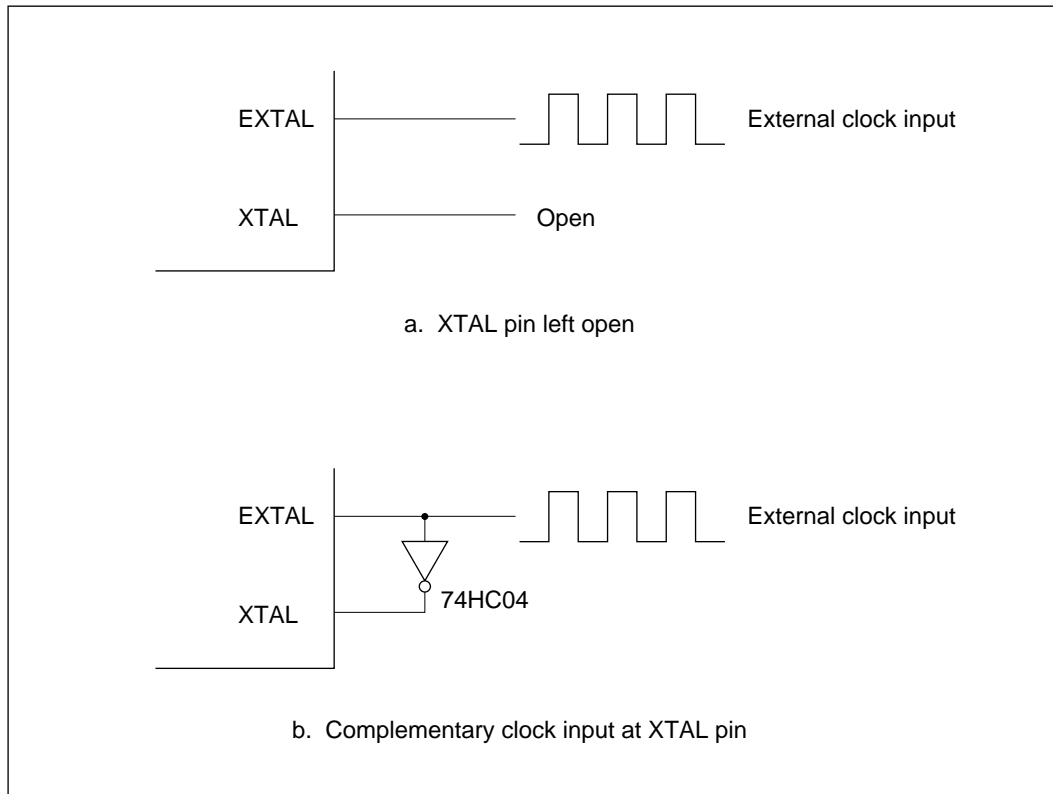 EXTAL
External clock input
XTAL
Open
a. XTAL pin left open
EXTAL
External clock input
74HC04
XTAL
b. Complementary clock input at XTAL pin